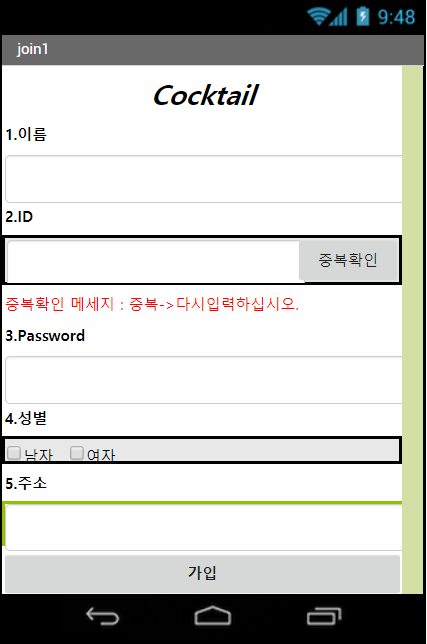 9:48
join1
Cocktail
1.이름
2.ID
중복확인
중복확인 메세지 : 중복->다시입력하십시오.
3.Password
4.성별
남자 여자
5.주소
가입